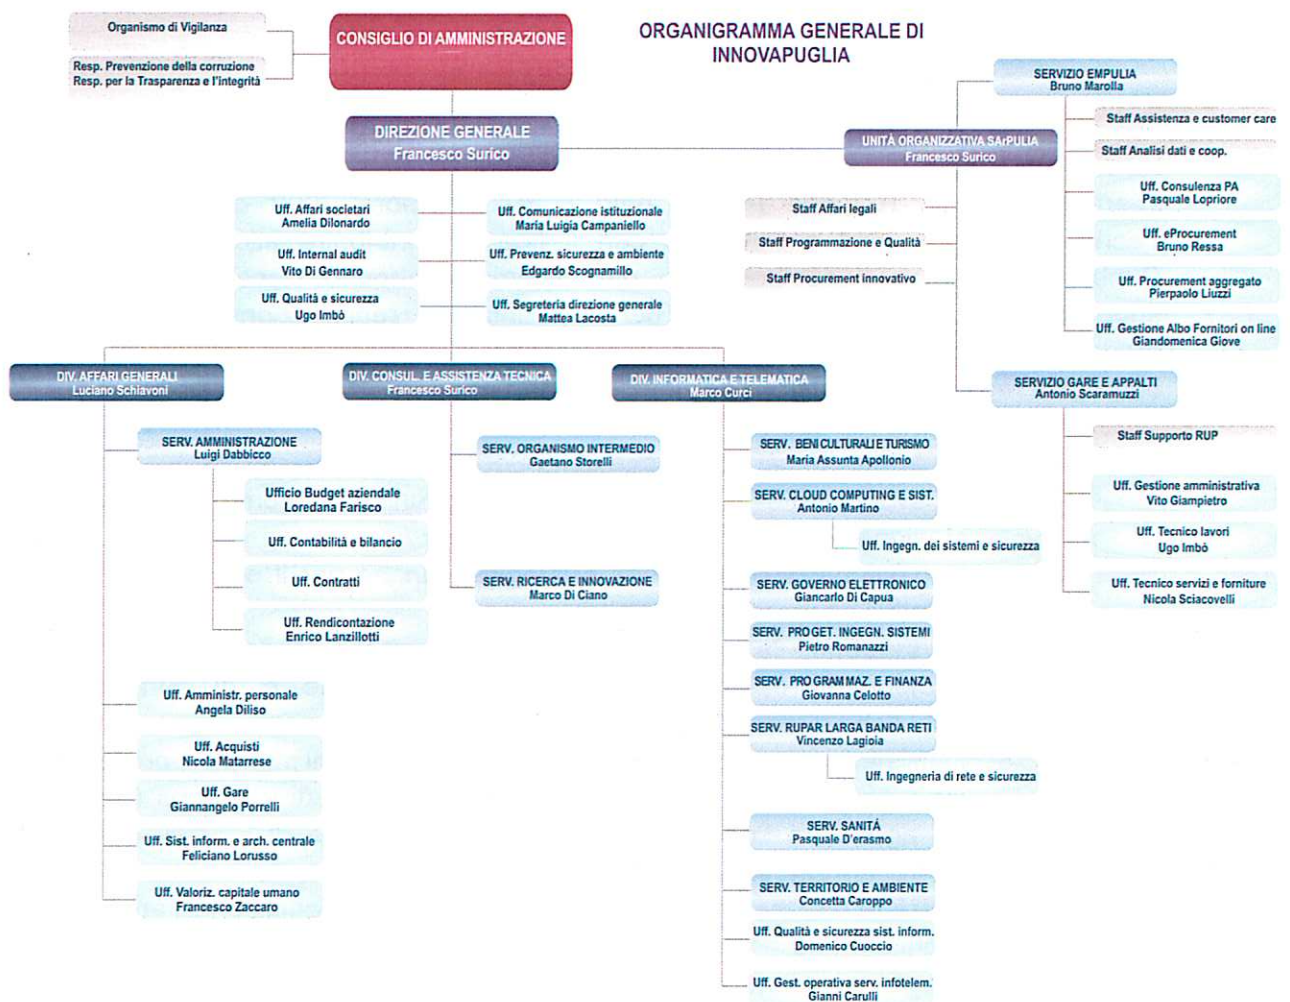 Organismo di Vigilanza
Resp. Prevenzione della corruzione
Resp. per la Trasparenza e l'integrità
CONSIGLIO DI AMMINISTRAZIONE
ORGANIGRAMMA GENERALE DI
INNOVAPUGLIA
DIREZIONE GENERALE
Francesco Surico
UNITÀ ORGANIZZATIVA SArPULIA
Francesco Surico
SERVIZIO EMPULIA
Bruno Marolla
Staff Assistenza e customer care
Staff Analisi dati e coop.
Uff. Consulenza PA
Pasquale Lopriore
Uff. eProcurement
Bruno Ressa
Uff. Procurement aggregato
Pierpaolo Liuzzi
Uff. Gestione Albo Fornitori on line
Giandomenica Giove
Staff Affari legali
Staff Programmazione e Qualità
Staff Procurement innovativo
SERVIZIO GARE E APPALTI
Antonio Scaramuzzi
Staff Supporto RUP
Uff. Gestione amministrativa
Vito Giampietro
Uff. Tecnico lavori
Ugo Imbò
Uff. Tecnico servizi e forniture
Nicola Sciacovelli
Uff. Affari societari
Amelia Dilonardo
Uff. Comunicazione istituzionale
Maria Luigia Campaniello
Uff. Internal audit
Vito Di Gennaro
Uff. Prevenz. sicurezza e ambiente
Edgardo Scognamillo
Uff. Qualità e sicurezza
Ugo Imbò
Uff. Segreteria direzione generale
Mattea Lacosta
DIV. AFFARI GENERALI
Luciano Schiavoni
SERV. AMMINISTRAZIONE
Luigi Dabbicco
Ufficio Budget aziendale
Loredana Farisco
Uff. Contabilità e bilancio
Uff. Contratti
Uff. Rendicontazione
Enrico Lanzillotti
Uff. Amministr. personale
Angela Diliso
Uff. Acquisti
Nicola Matarrese
Uff. Gare
Giannangelo Porrelli
Uff. Sist. inform. e arch. centrale
Feliciano Lorusso
Uff. Valoriz. capitale umano
Francesco Zaccaro
DIV. CONSUL. E ASSISTENZA TECNICA
Francesco Surico
SERV. ORGANISMO INTERMEDIO
Gaetano Storelli
SERV. RICERCA E INNOVAZIONE
Marco Di Ciano
DIV. INFORMATICA E TELEMATICA
Marco Curci
SERV. BENI CULTURALI E TURISMO
Maria Assunta Apollonio
SERV. CLOUD COMPUTING E SIST.
Antonio Martino
Uff. Ingegn. dei sistemi e sicurezza
SERV. GOVERNO ELETTRONICO
Giancarlo Di Capua
SERV. PROGET. INGEGN. SISTEMI
Pietro Romanazzi
SERV. PROGRAMMAZ. E FINANZA
Giovanna Celotto
SERV. RUPAR LARGA BANDA RETI
Vincenzo Lagioia
Uff. Ingegneria di rete e sicurezza
SERV. SANITÀ
Pasquale D'erasmo
SERV. TERRITORIO E AMBIENTE
Concetta Caroppo
Uff. Qualità e sicurezza sist. inform.
Domenico Cuoccio
Uff. Gest. operativa serv. infotelem.
Gianni Carulli